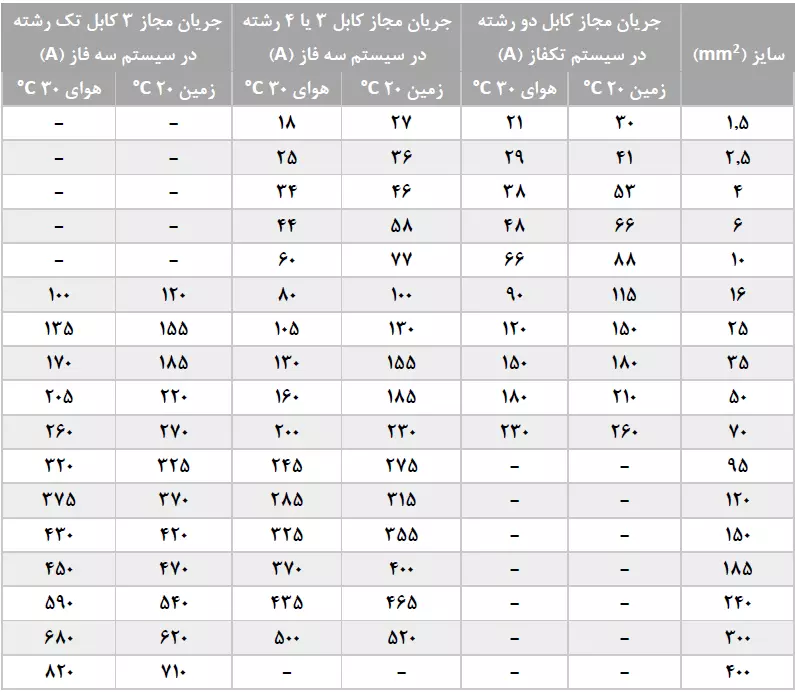 سایز (mm²) | جریان مجاز کابل دو رشته در سیستم تکفاز (A) | جریان مجاز کابل ۳ یا ۴ رشته در سیستم سه فاز (A) | جریان مجاز ۳ کابل تک رشته در سیستم سه فاز (A)
زمین ۲۰ °C | هوای ۳۰ °C | زمین ۲۰ °C | هوای ۳۰ °C | زمین ۲۰ °C | هوای ۳۰ °C
۱,۵ | ۳۰ | ۲۱ | ۲۷ | ۱۸ | – | –
۲,۵ | ۴۱ | ۲۹ | ۳۶ | ۲۵ | – | –
۴ | ۵۳ | ۳۸ | ۴۶ | ۳۴ | – | –
۶ | ۶۶ | ۴۸ | ۵۸ | ۴۴ | – | –
۱۰ | ۸۸ | ۶۶ | ۷۷ | ۶۰ | – | –
۱۶ | ۱۱۵ | ۹۰ | ۱۰۰ | ۸۰ | ۱۲۰ | ۱۰۰
۲۵ | ۱۵۰ | ۱۲۰ | ۱۳۰ | ۱۰۵ | ۱۵۵ | ۱۳۵
۳۵ | ۱۸۰ | ۱۵۰ | ۱۵۵ | ۱۳۰ | ۱۸۵ | ۱۷۰
۵۰ | ۲۱۰ | ۱۸۰ | ۱۸۵ | ۱۶۰ | ۲۲۰ | ۲۰۵
۷۰ | ۲۶۰ | ۲۳۰ | ۲۳۰ | ۲۰۰ | ۲۷۰ | ۲۶۰
۹۵ | – | – | ۲۷۵ | ۲۴۵ | ۳۲۵ | ۳۲۰
۱۲۰ | – | – | ۳۱۵ | ۲۸۵ | ۳۷۰ | ۳۷۵
۱۵۰ | – | – | ۳۵۵ | ۳۲۵ | ۴۲۰ | ۴۳۰
۱۸۵ | – | – | ۴۰۰ | ۳۷۰ | ۴۷۰ | ۴۵۰
۲۴۰ | – | – | ۴۶۵ | ۴۳۵ | ۵۴۰ | ۵۹۰
۳۰۰ | – | – | ۵۲۰ | ۵۰۰ | ۶۲۰ | ۶۸۰
۴۰۰ | – | – | – | – | ۷۱۰ | ۸۲۰